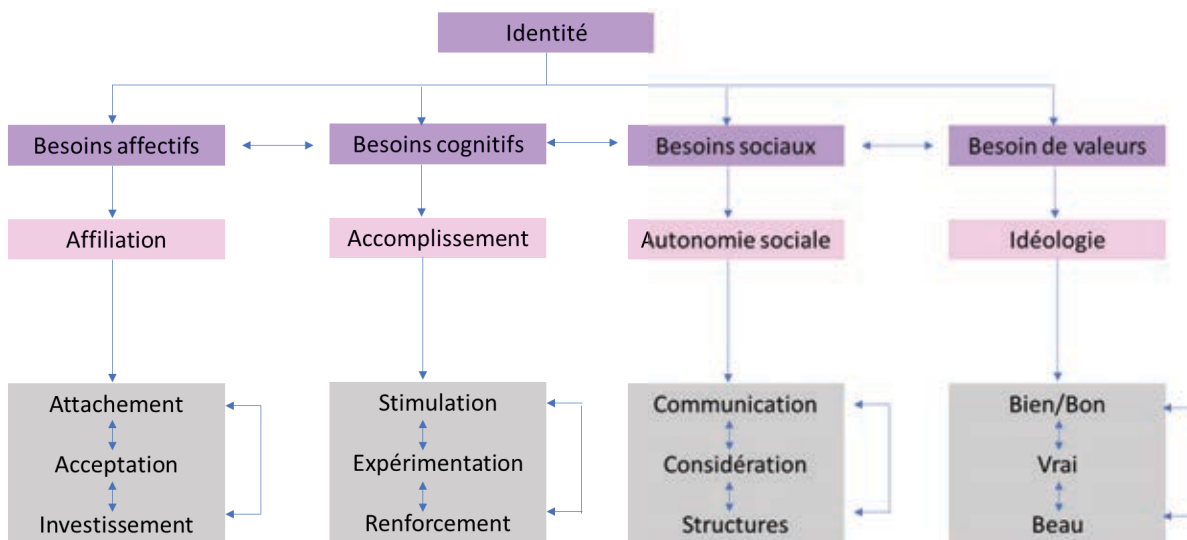 Identité
Besoins affectifs
Besoins cognitifs
Besoins sociaux
Besoin de valeurs
Affiliation
Accomplissement
Autonomie sociale
Idéologie
Attachement
Acceptation
Investissement
Stimulation
Expérimentation
Renforcement
Communication
Considération
Structures
Bien/Bon
Vrai
Beau